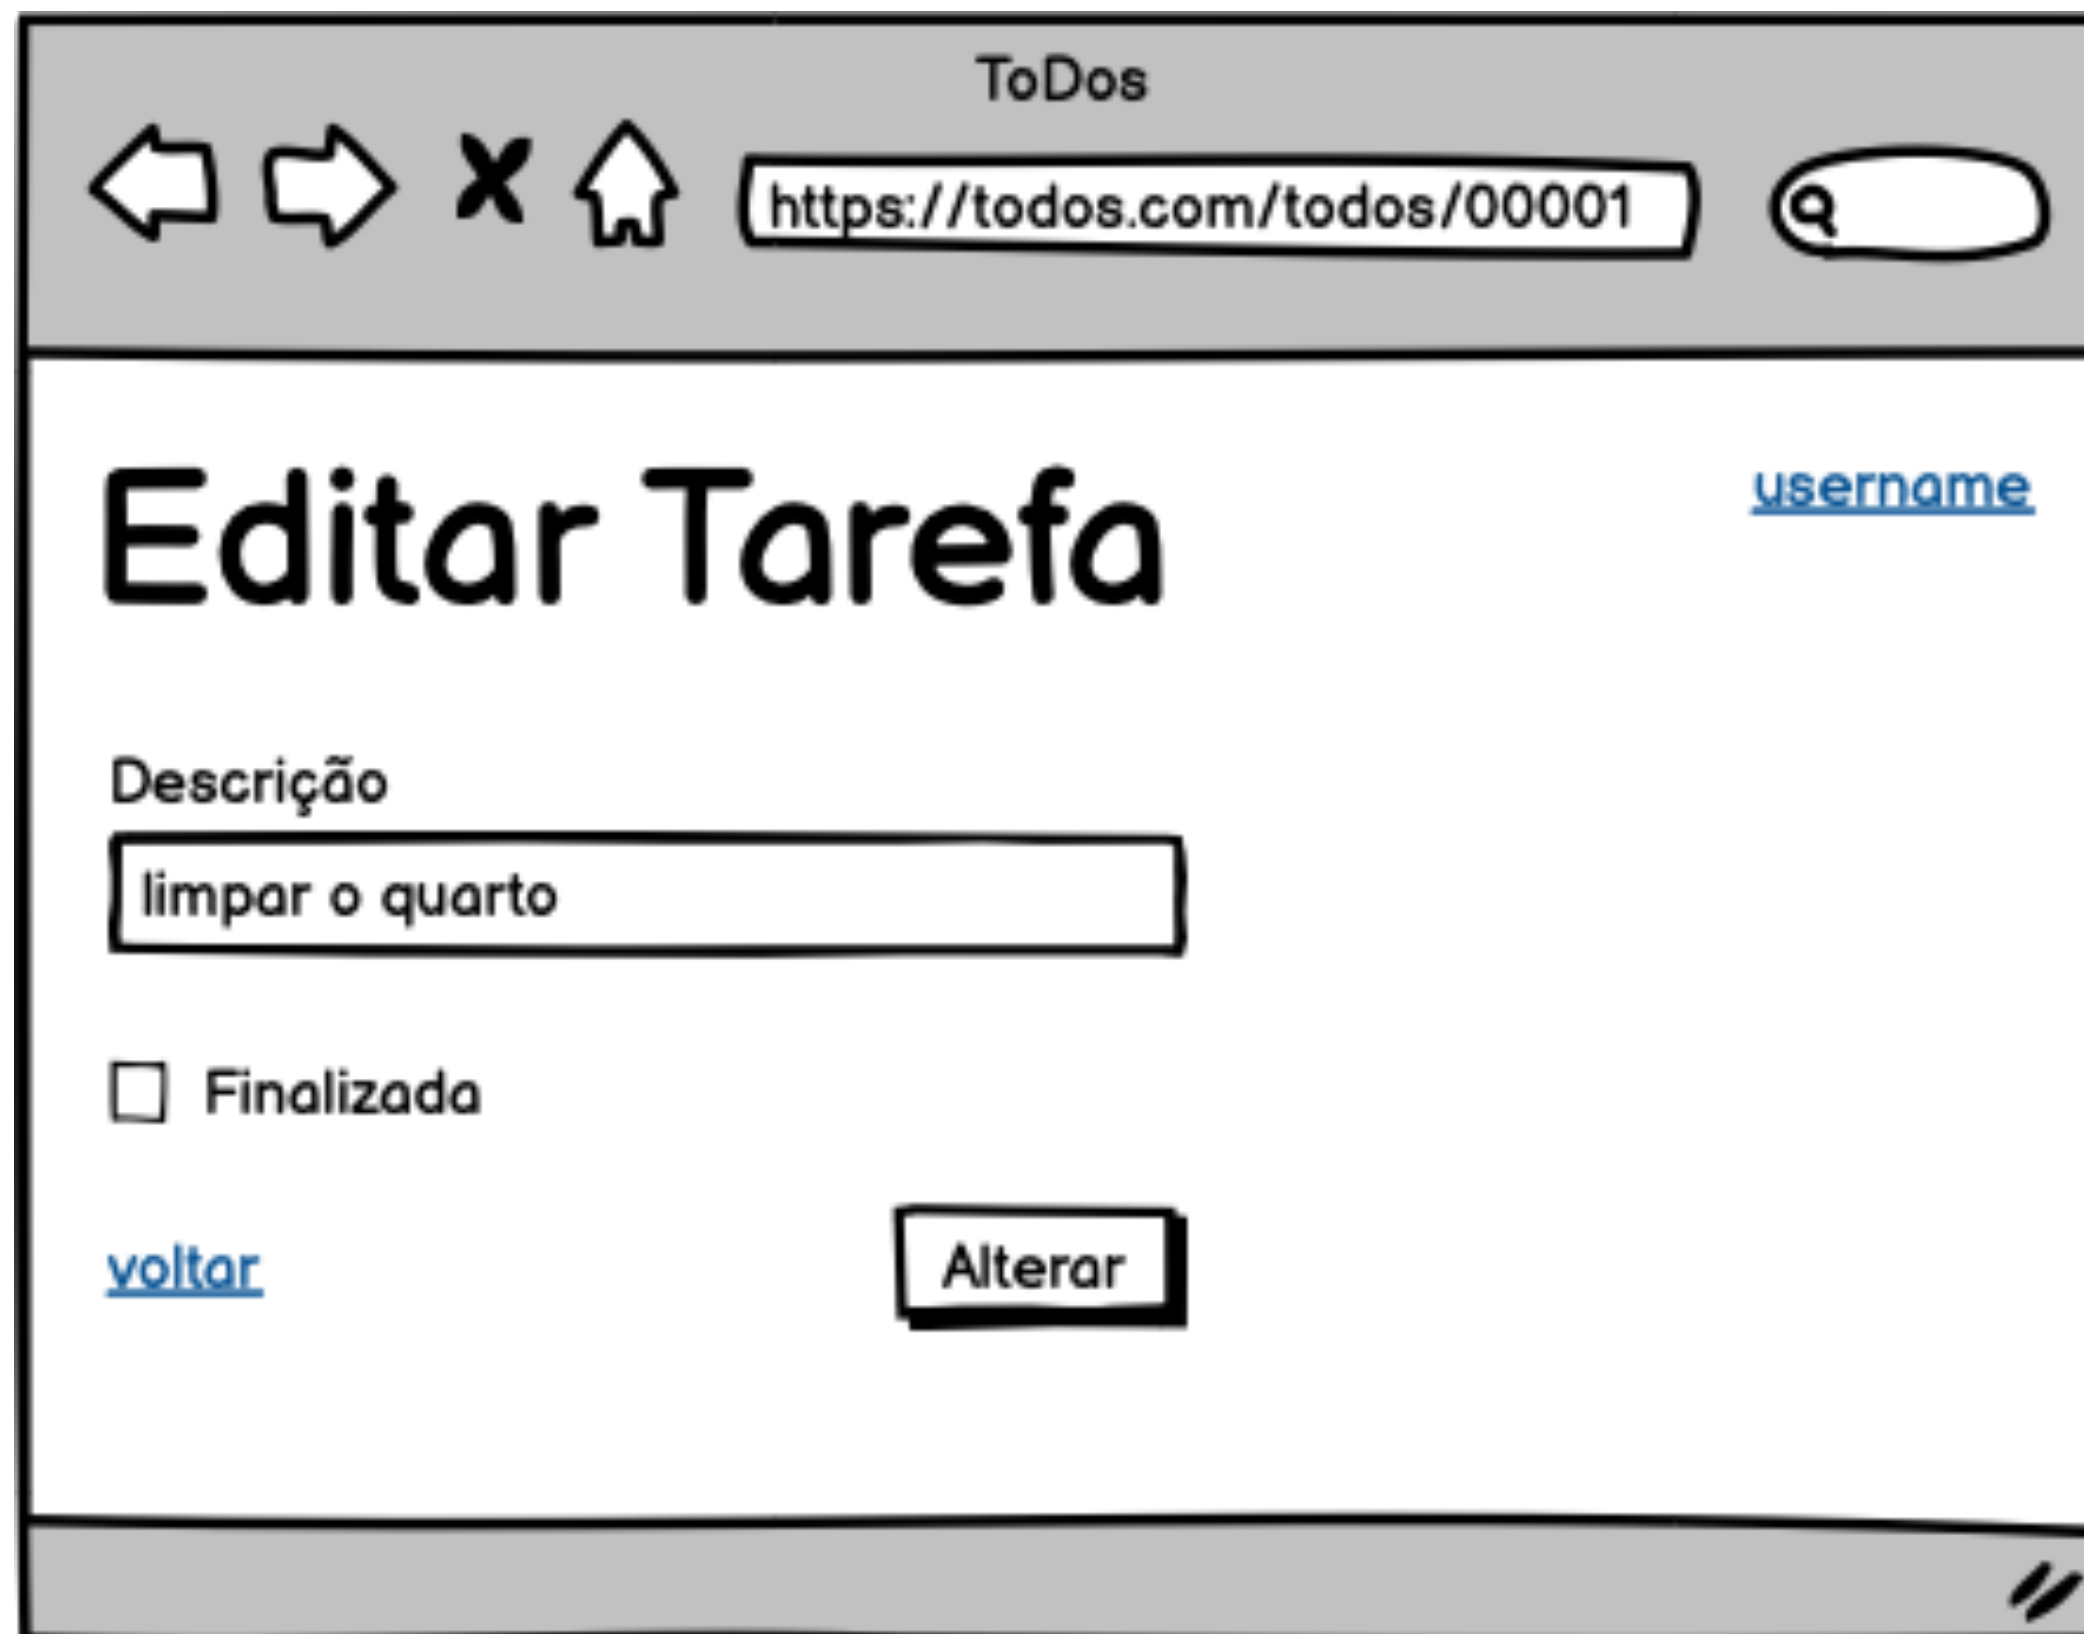 ToDos
https://todos.com/todos/00001
Editar Tarefa
username
Descrição
limpar o quarto
Finalizada
voltar
Alterar